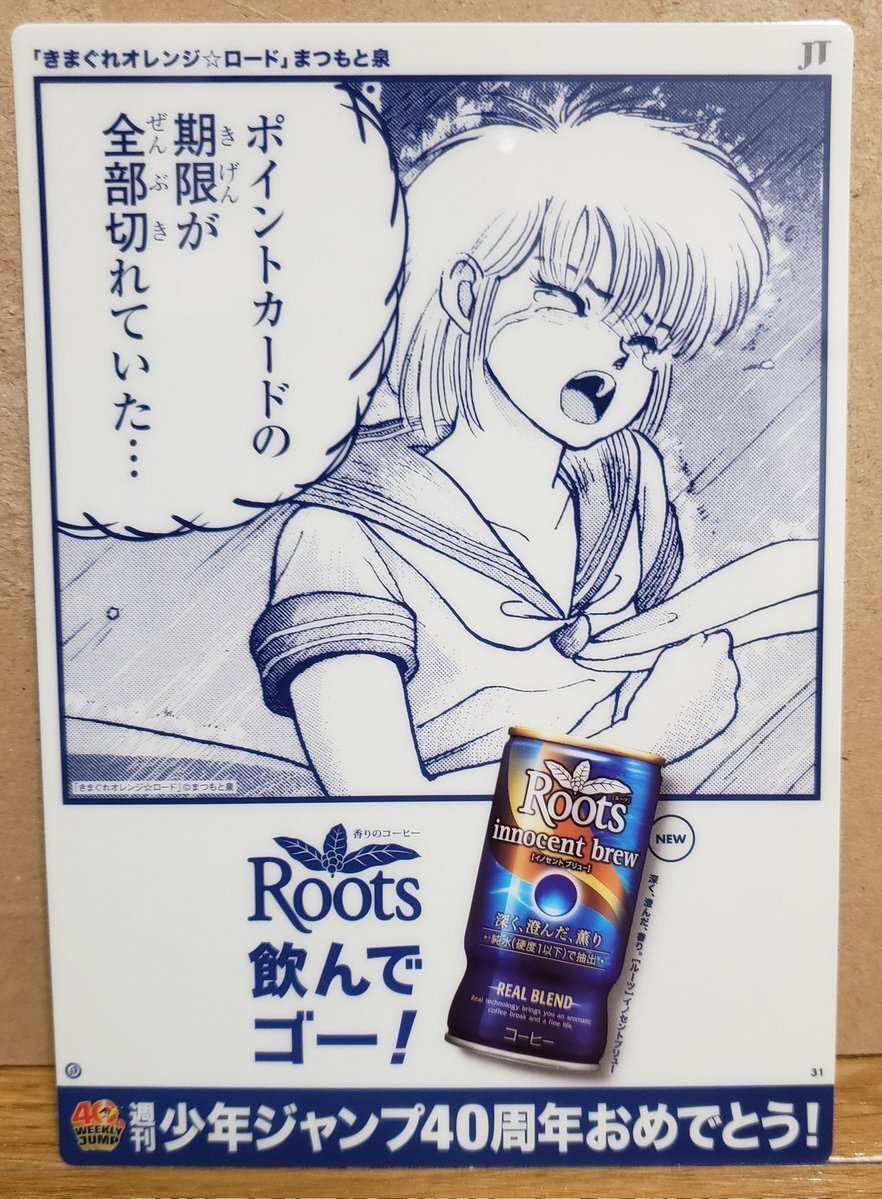 「きまぐれオレンジ☆ロード」まつもと泉
JT
ポイントカードの
期限が
きげん
全部切れていた…
ぜんぶき
「きまぐれオレンジ☆ロード」©まつもと泉
香りのコーヒー
Roots
飲んで
ゴー!
Roots
[ルーツ]
innocent brew
[イノセント ブリュー]
深く、澄んだ、薫り
純水(硬度1以下)で抽出
REAL BLEND
Real technology brings you an aromatic
coffee break and a fine life.
コーヒー
NEW
深く、澄んだ、香り。[ルーツ]イノセントブリュー
31
40th
WEEKLY
JUMP
週刊
少年ジャンプ40周年おめでとう!